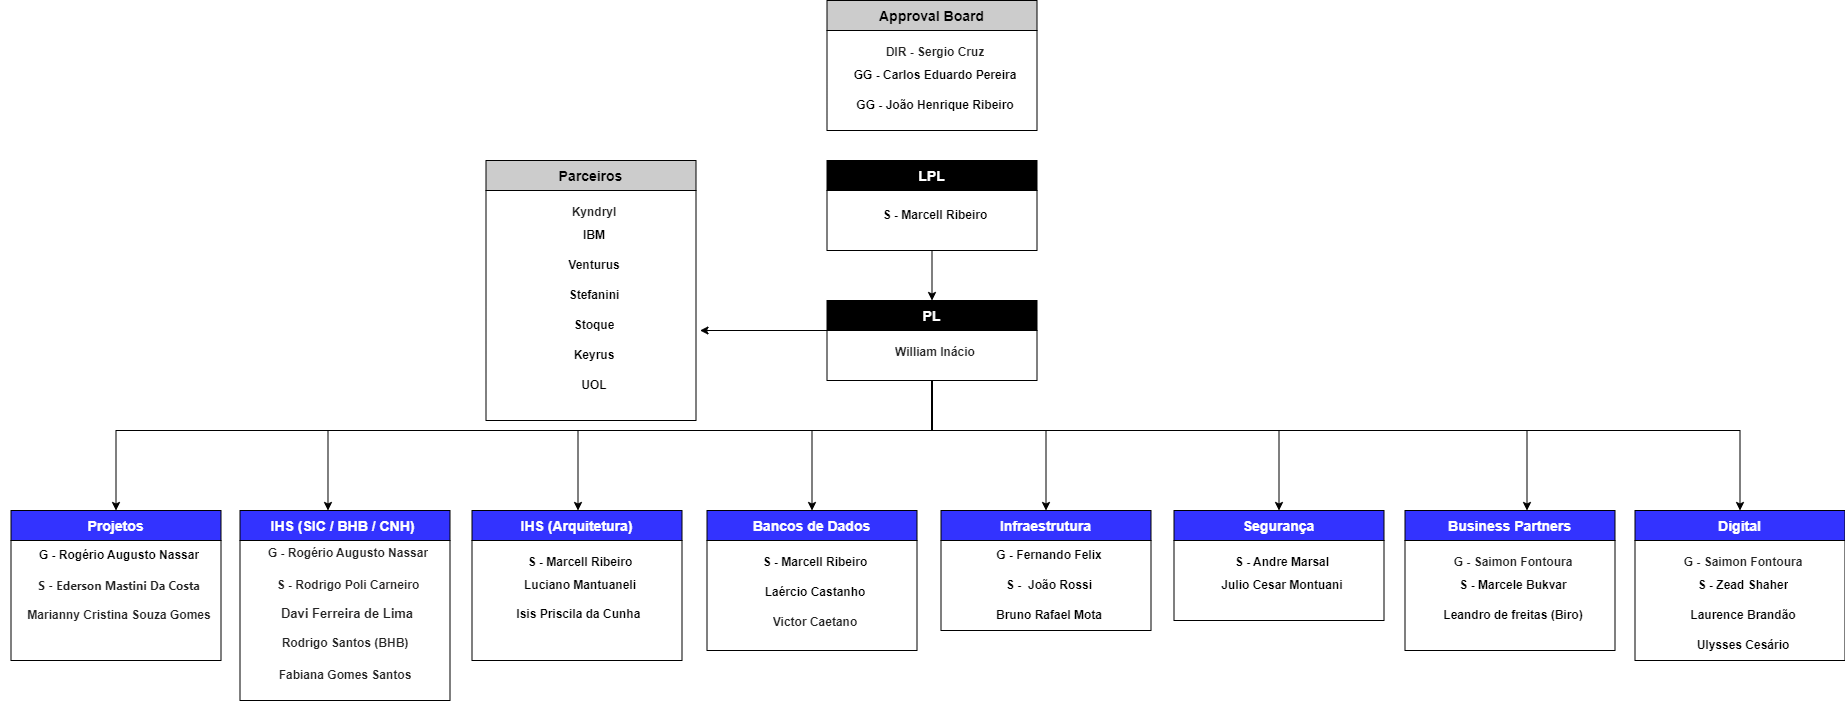 Approval Board
DIR - Sergio Cruz
GG - Carlos Eduardo Pereira
GG - João Henrique Ribeiro
Parceiros
Kyndryl
IBM
Venturus
Stefanini
Stoque
Keyrus
UOL
LPL
S - Marcell Ribeiro
PL
William Inácio
Projetos
G - Rogério Augusto Nassar
S - Ederson Mastini Da Costa
Marianny Cristina Souza Gomes
IHS (SIC / BHB / CNH)
G - Rogério Augusto Nassar
S - Rodrigo Poli Carneiro
Davi Ferreira de Lima
Rodrigo Santos (BHB)
Fabiana Gomes Santos
IHS (Arquitetura)
S - Marcell Ribeiro
Luciano Mantuaneli
Isis Priscila da Cunha
Bancos de Dados
S - Marcell Ribeiro
Laércio Castanho
Victor Caetano
Infraestrutura
G - Fernando Felix
S - João Rossi
Bruno Rafael Mota
Segurança
S - Andre Marsal
Julio Cesar Montuani
Business Partners
G - Saimon Fontoura
S - Marcele Bukvar
Leandro de freitas (Biro)
Digital
G - Saimon Fontoura
S - Zead Shaher
Laurence Brandão
Ulysses Cesário